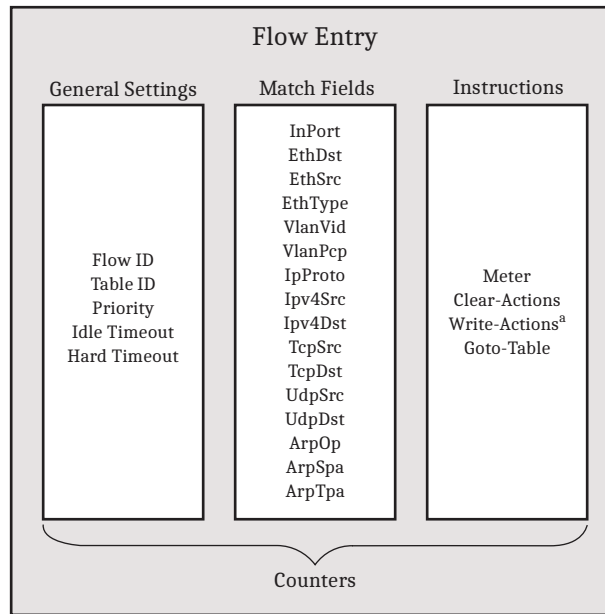 Flow Entry
General Settings
Flow ID
Table ID
Priority
Idle Timeout
Hard Timeout
Match Fields
InPort
EthDst
EthSrc
EthType
VlanVid
VlanPcp
IpProto
Ipv4Src
Ipv4Dst
TcpSrc
TcpDst
UdpSrc
UdpDst
ArpOp
ArpSpa
ArpTpa
Instructions
Meter
Clear-Actions
Write-Actionsᵃ
Goto-Table
Counters